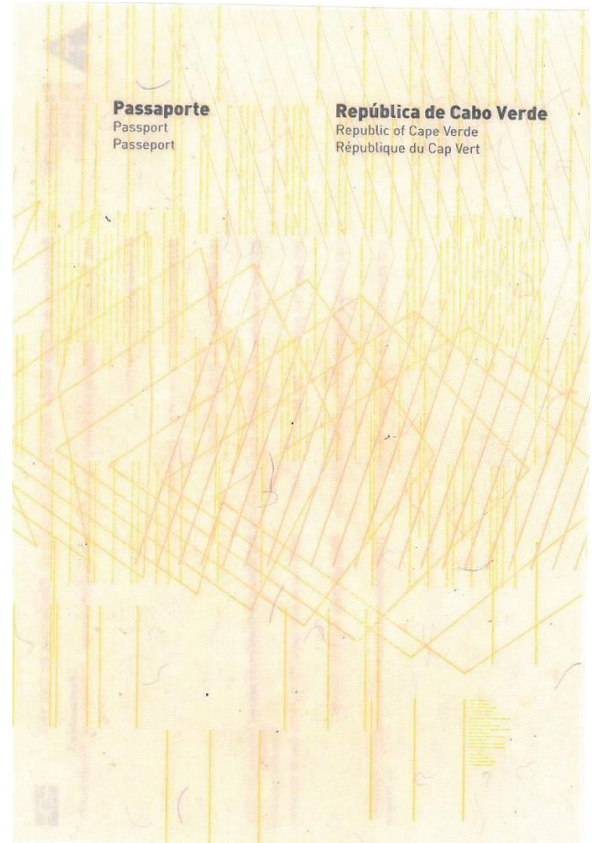 Passaporte
Passport
Passeport
República de Cabo Verde
Republic of Cape Verde
République du Cap Vert